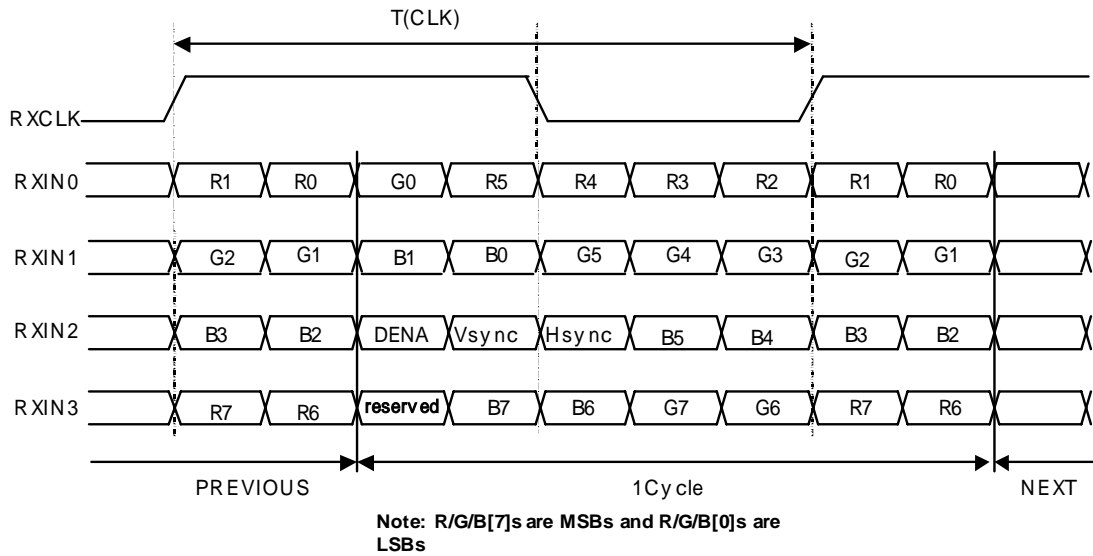 T(CLK)
RXCLK
RXIN0 R1 R0 G0 R5 R4 R3 R2 R1 R0
RXIN1 G2 G1 B1 B0 G5 G4 G3 G2 G1
RXIN2 B3 B2 DENA Vsync Hsync B5 B4 B3 B2
RXIN3 R7 R6 reserved B7 B6 G7 G6 R7 R6
PREVIOUS 1Cycle NEXT
Note: R/G/B[7]s are MSBs and R/G/B[0]s are
LSBs